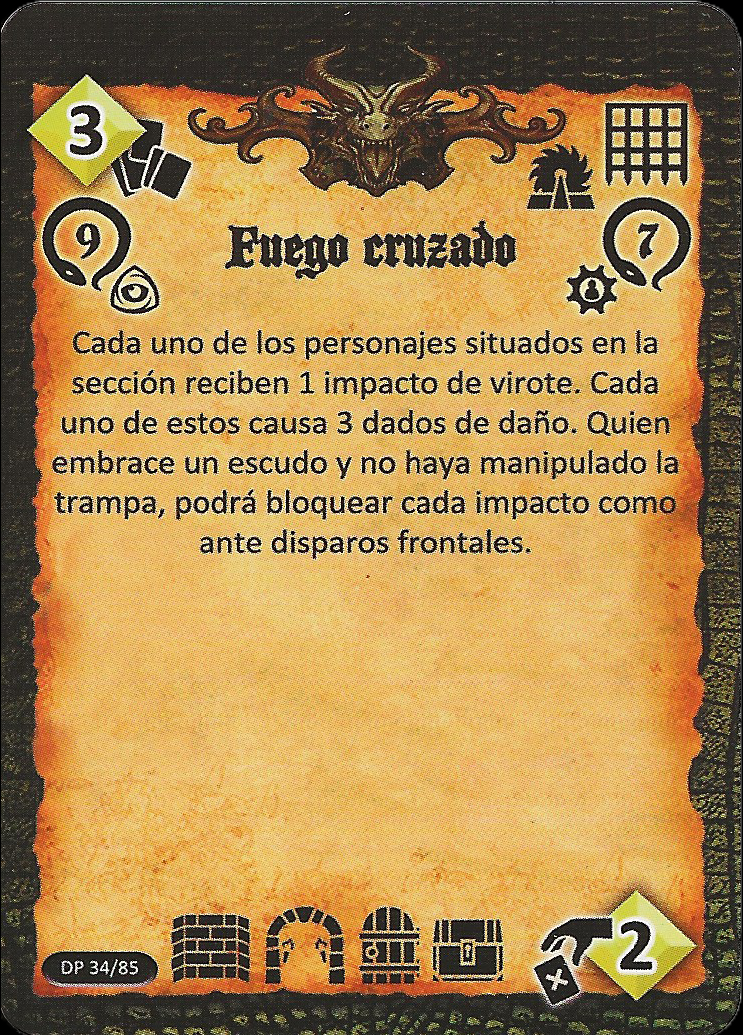 3
9
Fuego cruzado
7
Cada uno de los personajes situados en la
sección reciben 1 impacto de virote. Cada
uno de estos causa 3 dados de daño. Quien
embrace un escudo y no haya manipulado la
trampa, podrá bloquear cada impacto como
ante disparos frontales.
DP 34/85
2